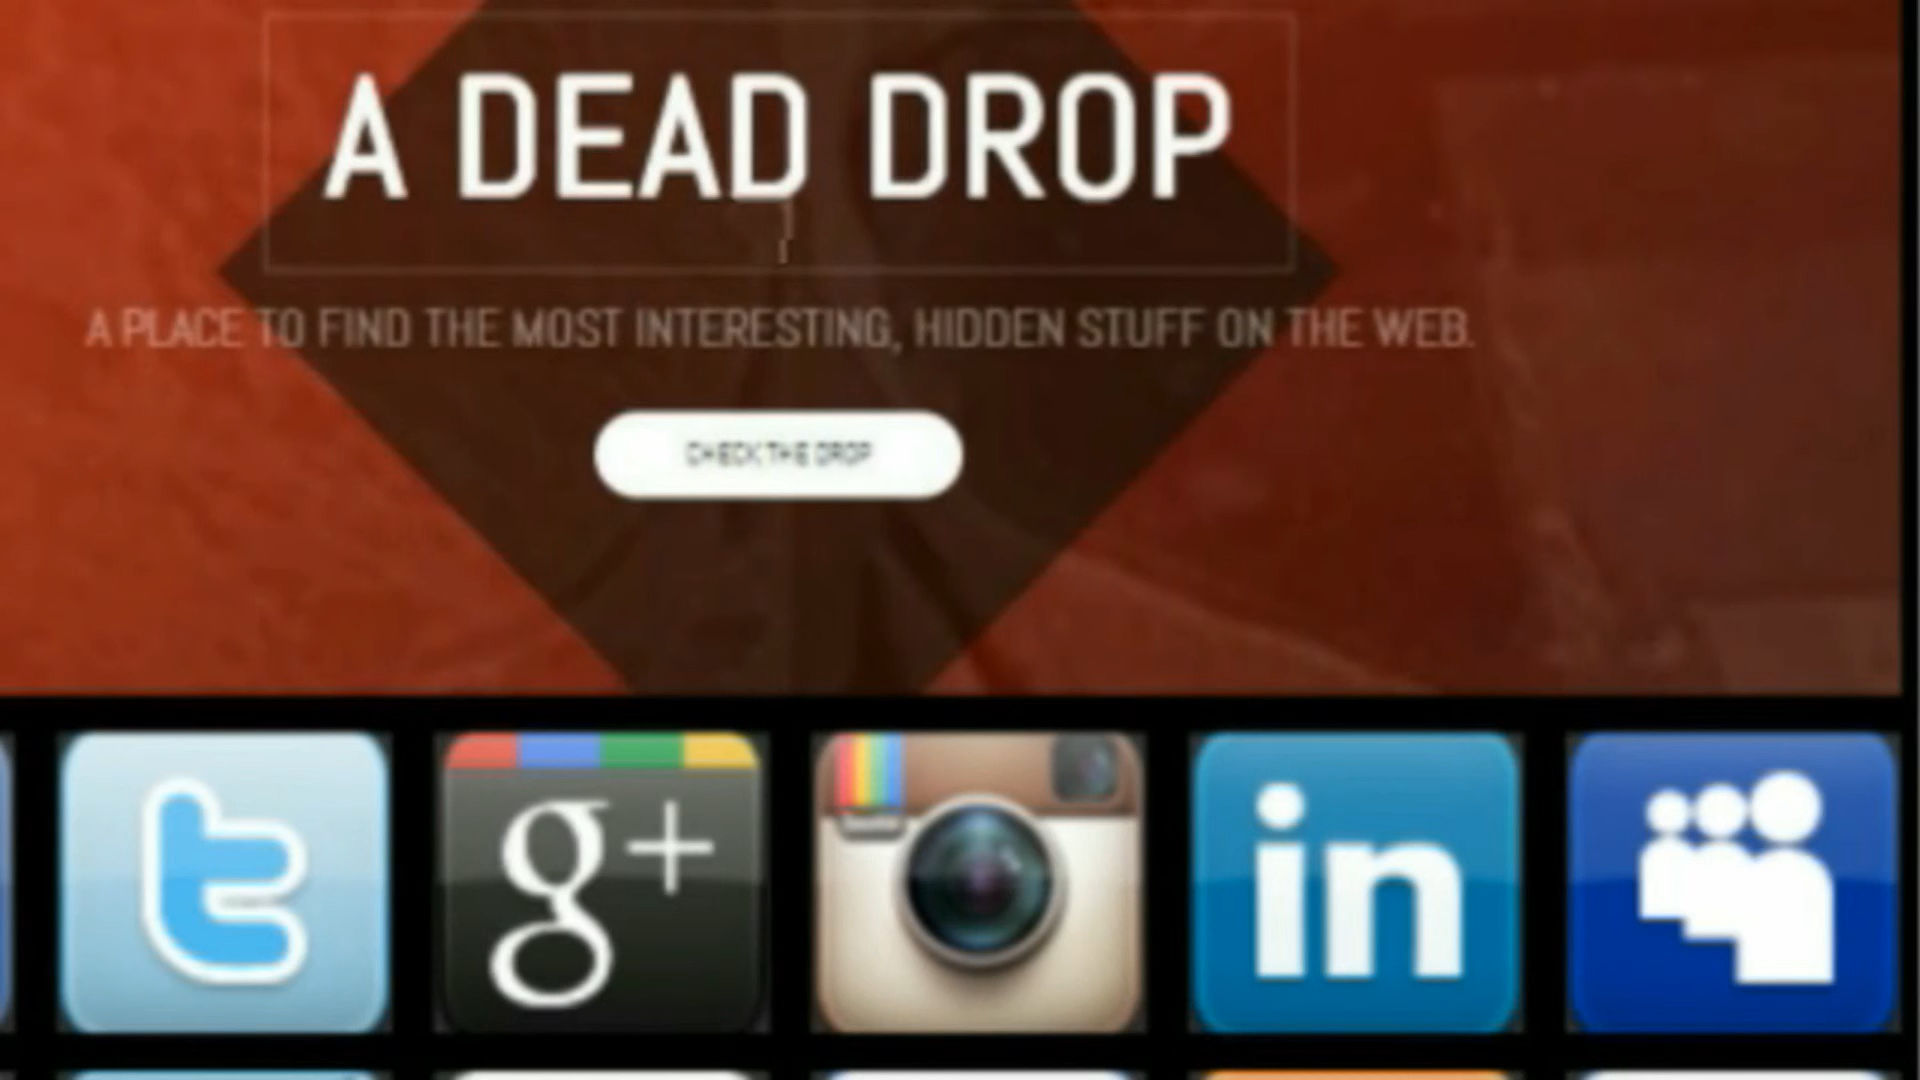 A DEAD DROP
A PLACE TO FIND THE MOST INTERESTING, HIDDEN STUFF ON THE WEB.
CHECK THE DROP
t g+ in